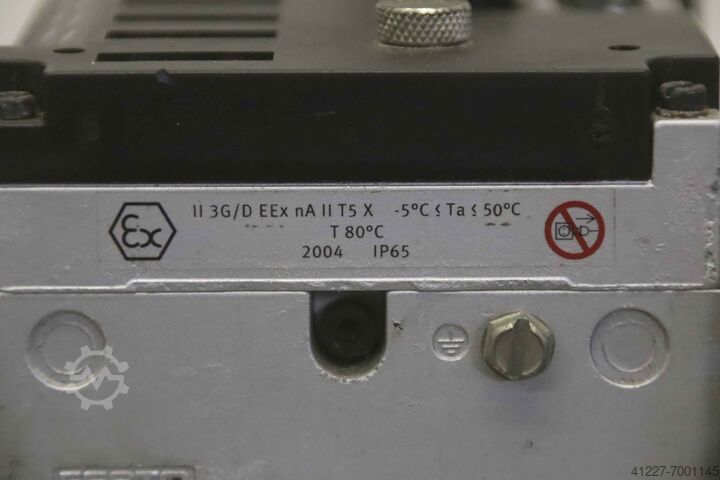 Ex
II 3G/D EEx nA II T5 X -5°C ≤ Ta ≤ 50°C
T 80°C
2004 IP65
41227-7001145